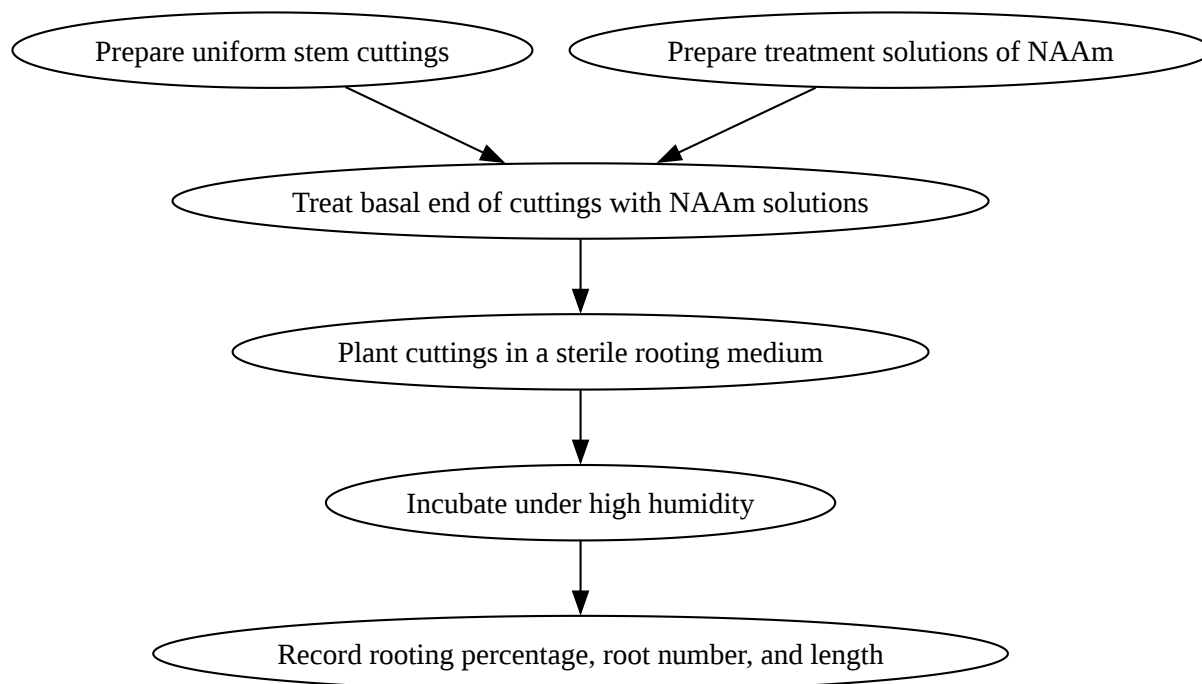 Prepare uniform stem cuttings
Prepare treatment solutions of NAAm
Treat basal end of cuttings with NAAm solutions
Plant cuttings in a sterile rooting medium
Incubate under high humidity
Record rooting percentage, root number, and length